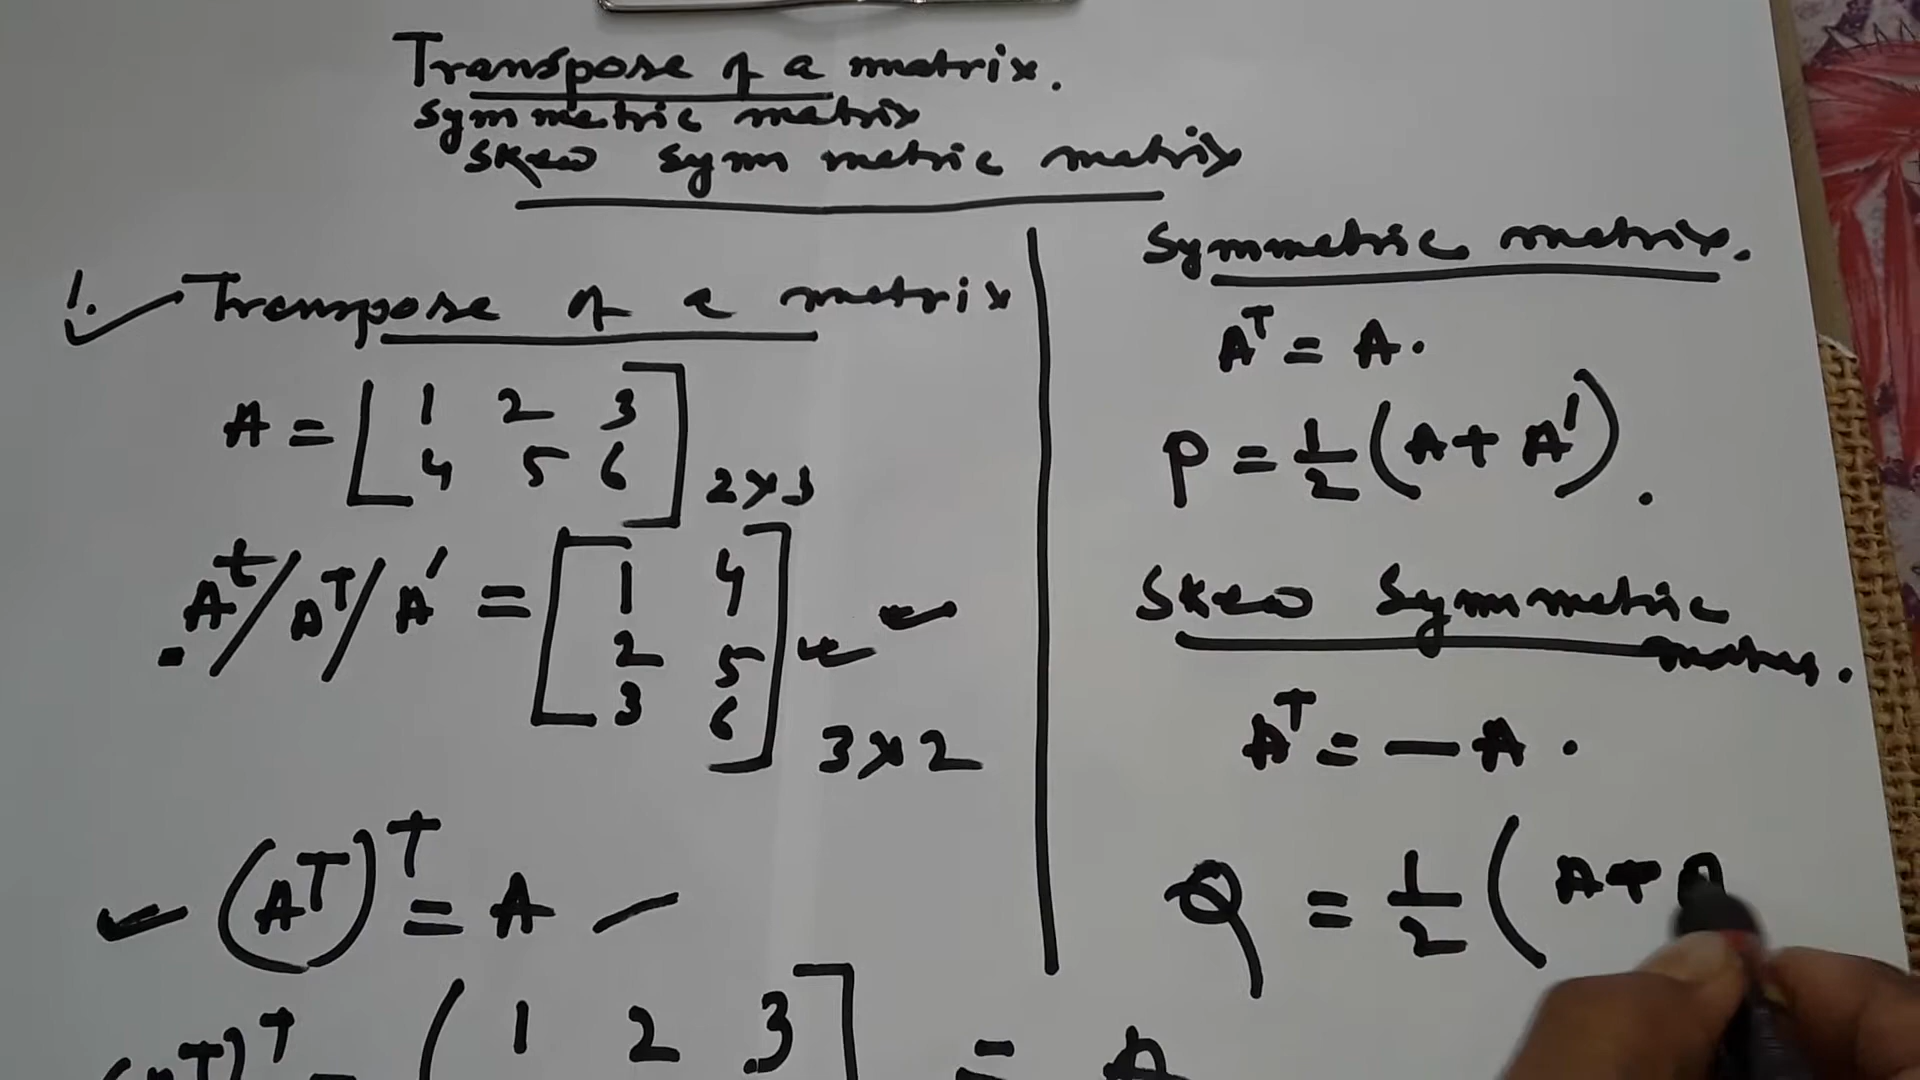 Transpose of a matrix.
Symmetric matrix
Skew Symmmetric matrix
1. Transpose of a matrix
A = [ 1 2 3
4 5 6 ] 2×3
A^t / A^T / A' = [ 1 4
2 5
3 6 ] 3×2
(A^T)^T = A
1 2 3 = A
Symmetric matrix.
A^T = A.
P = 1/2 (A + A').
Skew Symmetric
A^T = -A.
Q = 1/2 ( A